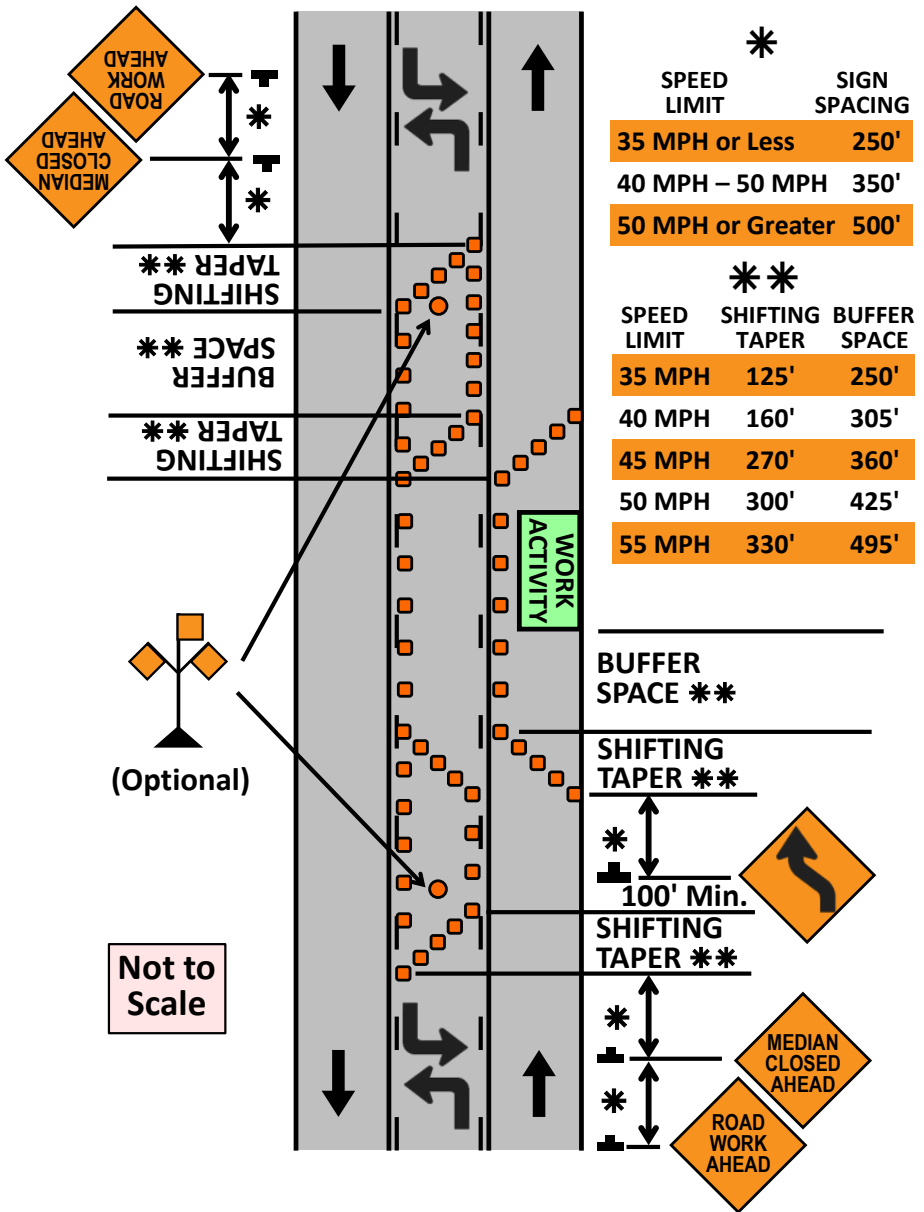 ROAD
WORK
AHEAD
MEDIAN
CLOSED
AHEAD
*
*
SHIFTING
TAPER **
BUFFER
SPACE **
SHIFTING
TAPER **
(Optional)
Not to
Scale
WORK
ACTIVITY
*
SPEED LIMIT SIGN SPACING
35 MPH or Less 250'
40 MPH – 50 MPH 350'
50 MPH or Greater 500'
**
SPEED SHIFTING BUFFER
LIMIT TAPER SPACE
35 MPH 125' 250'
40 MPH 160' 305'
45 MPH 270' 360'
50 MPH 300' 425'
55 MPH 330' 495'
BUFFER
SPACE **
SHIFTING
TAPER **
*
100' Min.
SHIFTING
TAPER **
*
MEDIAN
CLOSED
AHEAD
*
ROAD
WORK
AHEAD